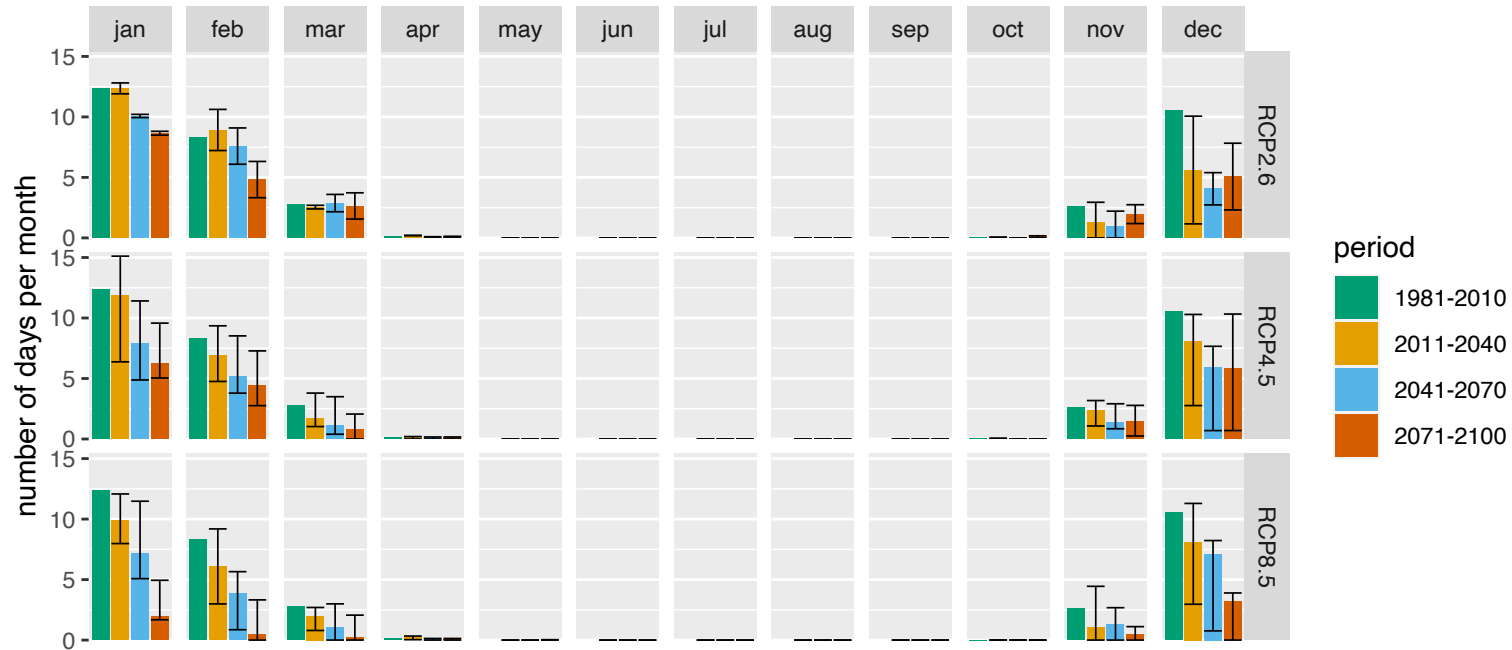 jan feb mar apr may jun jul aug sep oct nov dec
number of days per month
15
10
5
0
RCP2.6
15
10
5
0
RCP4.5
15
10
5
0
RCP8.5
period
1981-2010
2011-2040
2041-2070
2071-2100